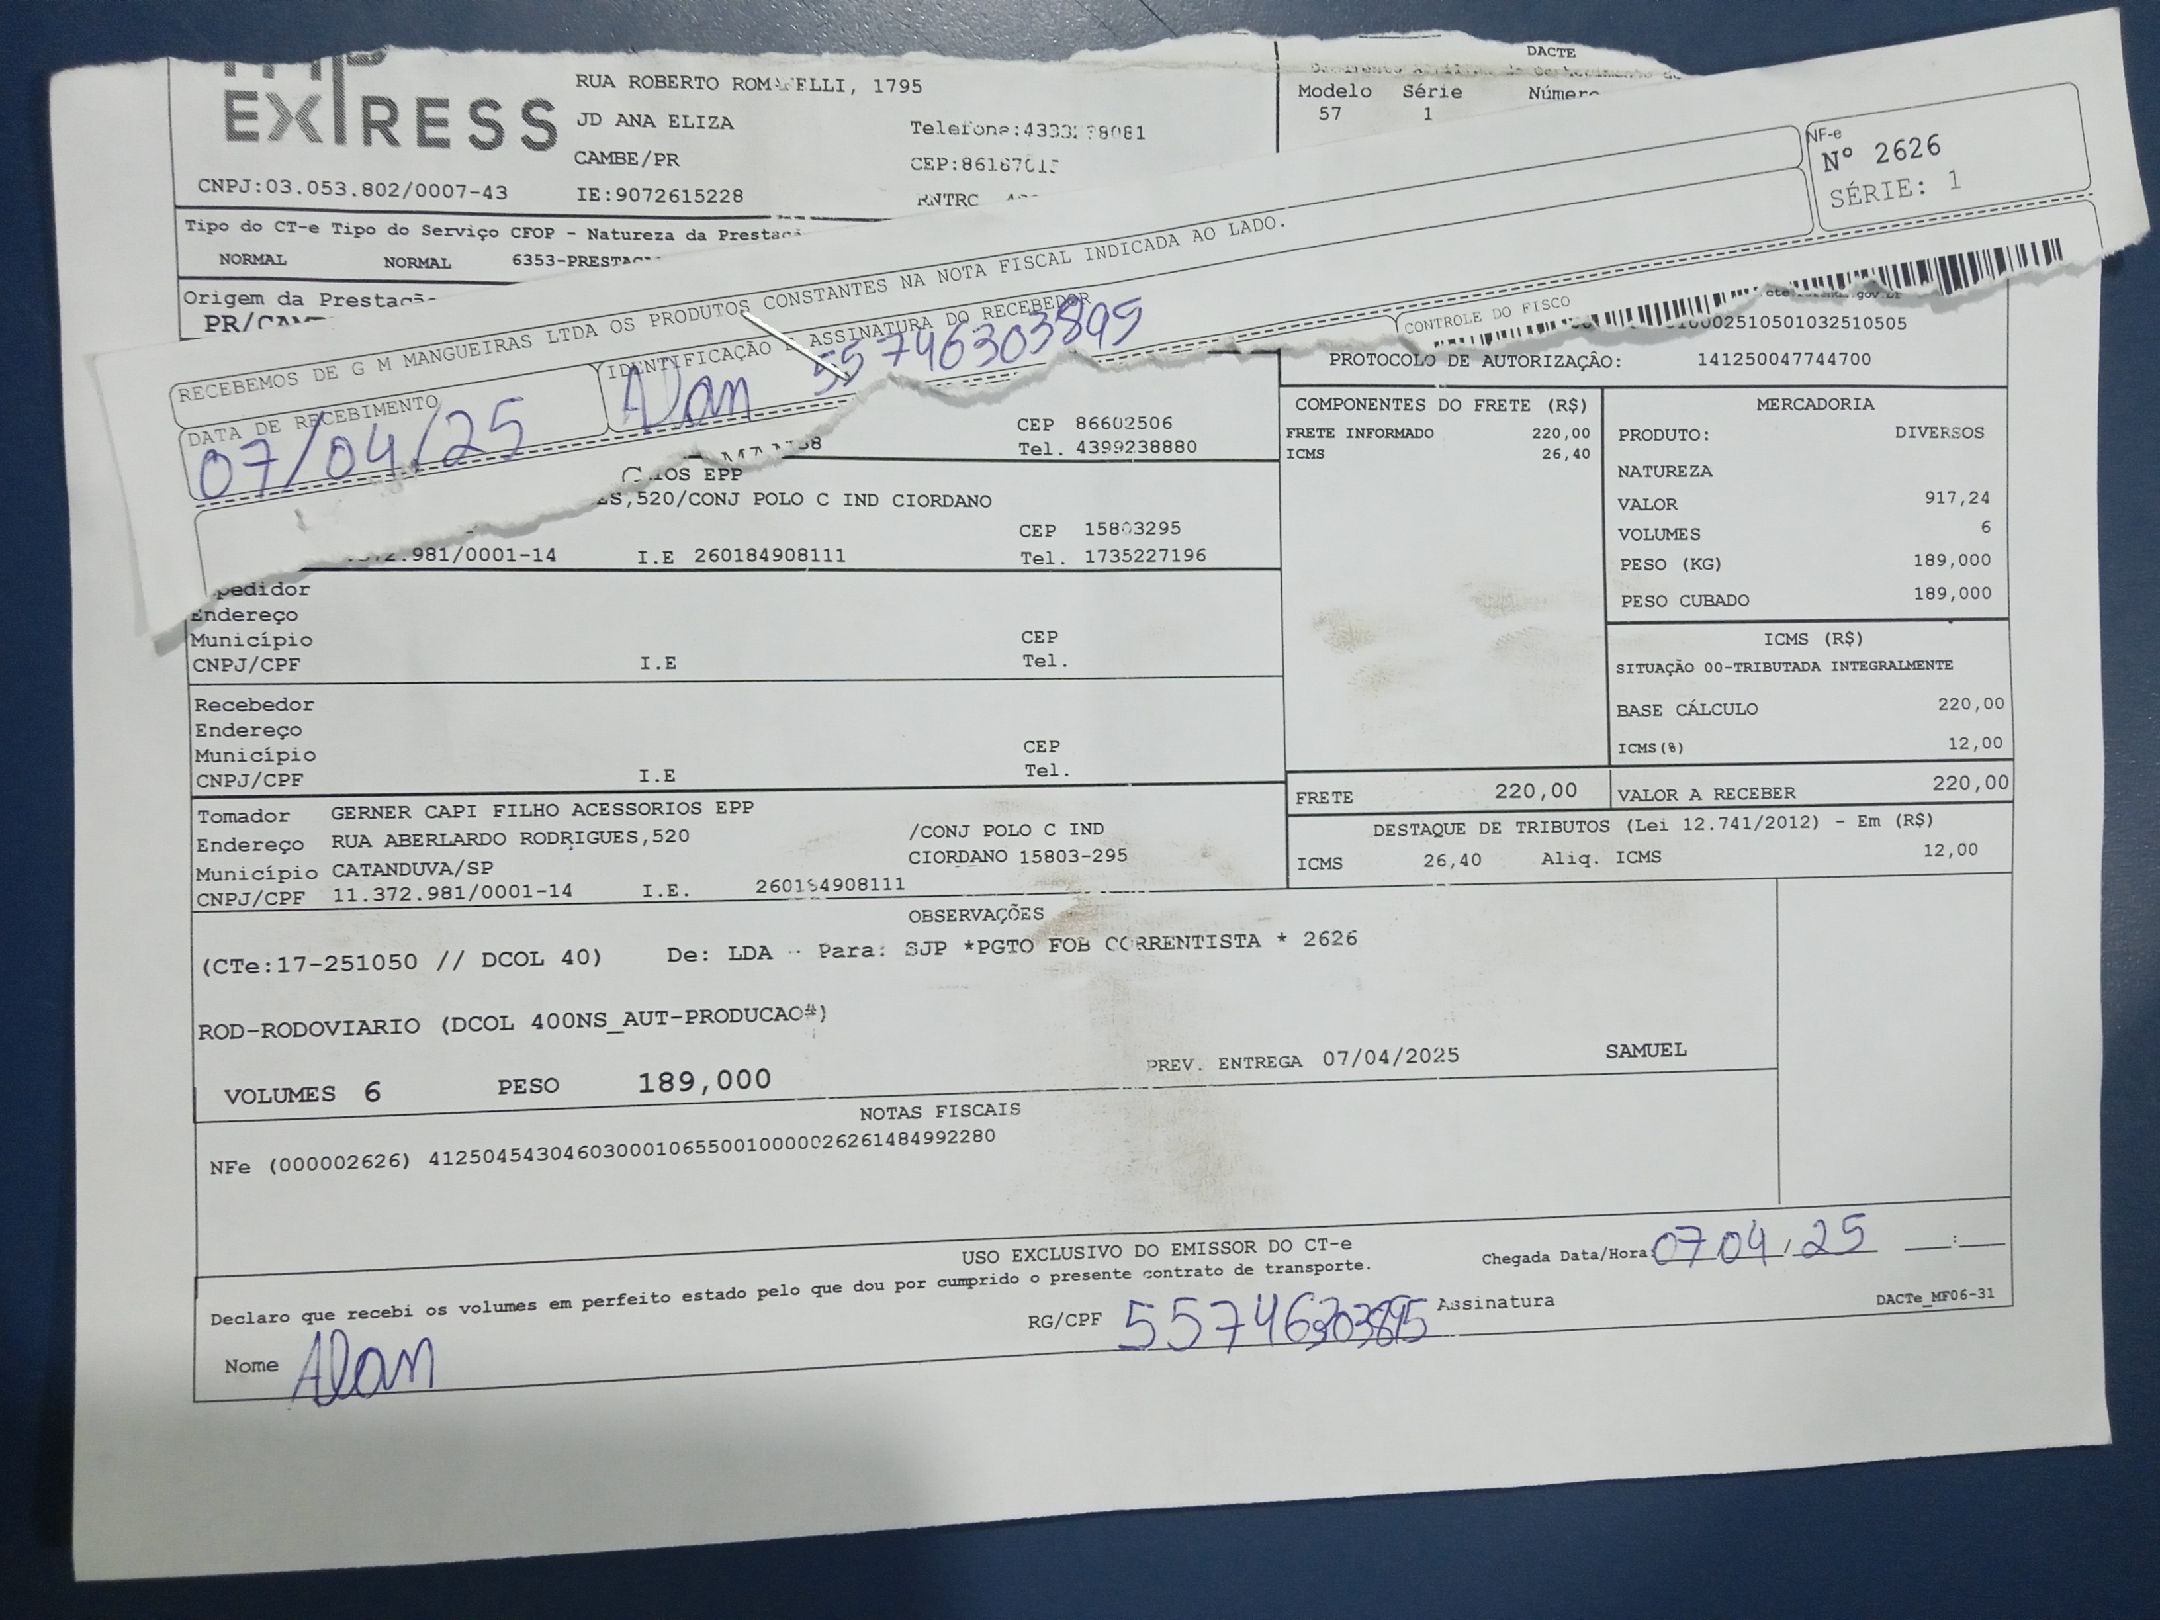 EXPRESS
RUA ROBERTO ROMANELLI, 1795
JD ANA ELIZA
CAMBE/PR
CEP:8616701
CNPJ:03.053.802/0007-43
IE:9072615228
RNTRC
DACTE
Modelo Série Número
57 1
Tipo do CT-e Tipo do Serviço CFOP - Natureza da
NORMAL NORMAL 6353-
Origem da
NF-e
Nº 2626
SÉRIE: 1
RECEBEMOS DE G M MANGUEIRAS LTDA OS PRODUTOS CONSTANTES NA NOTA FISCAL INDICADA AO LADO.
DATA DE RECEBIMENTO
07/04/25
IDENTIFICAÇÃO E ASSINATURA DO RECEBEDOR
Alan 55746303895
CONTROLE DO FISCO
PROTOCOLO DE AUTORIZAÇÃO: 141250047744700
CEP 86602506
Tel. 4399238880
EPP
,520/CONJ POLO C IND CIORDANO
CEP 15803295
.981/0001-14 I.E 260184908111 Tel. 1735227196
COMPONENTES DO FRETE (R$)
FRETE INFORMADO 220,00
ICMS 26,40
MERCADORIA
PRODUTO: DIVERSOS
NATUREZA
VALOR 917,24
VOLUMES 6
PESO (KG) 189,000
PESO CUBADO 189,000
ICMS (R$)
SITUAÇÃO 00-TRIBUTADA INTEGRALMENTE
BASE CÁLCULO 220,00
ICMS(%) 12,00
Endereço
Município CEP
CNPJ/CPF I.E Tel.
Recebedor
Endereço
Município CEP
CNPJ/CPF I.E Tel.
FRETE 220,00 VALOR A RECEBER 220,00
Tomador GERNER CAPI FILHO ACESSORIOS EPP
Endereço RUA ABERLARDO RODRIGUES,520 /CONJ POLO C IND
Município CATANDUVA/SP CIORDANO 15803-295
CNPJ/CPF 11.372.981/0001-14 I.E. 260184908111
DESTAQUE DE TRIBUTOS (Lei 12.741/2012) - Em (R$)
ICMS 26,40 Aliq. ICMS 12,00
OBSERVAÇÕES
(CTe:17-251050 // DCOL 40) De: LDA - Para: SJP *PGTO FOB CORRENTISTA * 2626
ROD-RODOVIARIO (DCOL 400NS_AUT-PRODUCAO#)
VOLUMES 6 PESO 189,000 PREV. ENTREGA 07/04/2025 SAMUEL
NOTAS FISCAIS
NFe (000002626) 41250454304603000106550010000026261484992280
USO EXCLUSIVO DO EMISSOR DO CT-e
Declaro que recebi os volumes em perfeito estado pelo que dou por cumprido o presente contrato de transporte.
Chegada Data/Hora: 07 04, 25 __:__
Nome Alan
RG/CPF 55746303895 Assinatura
DACTe_MF06-31